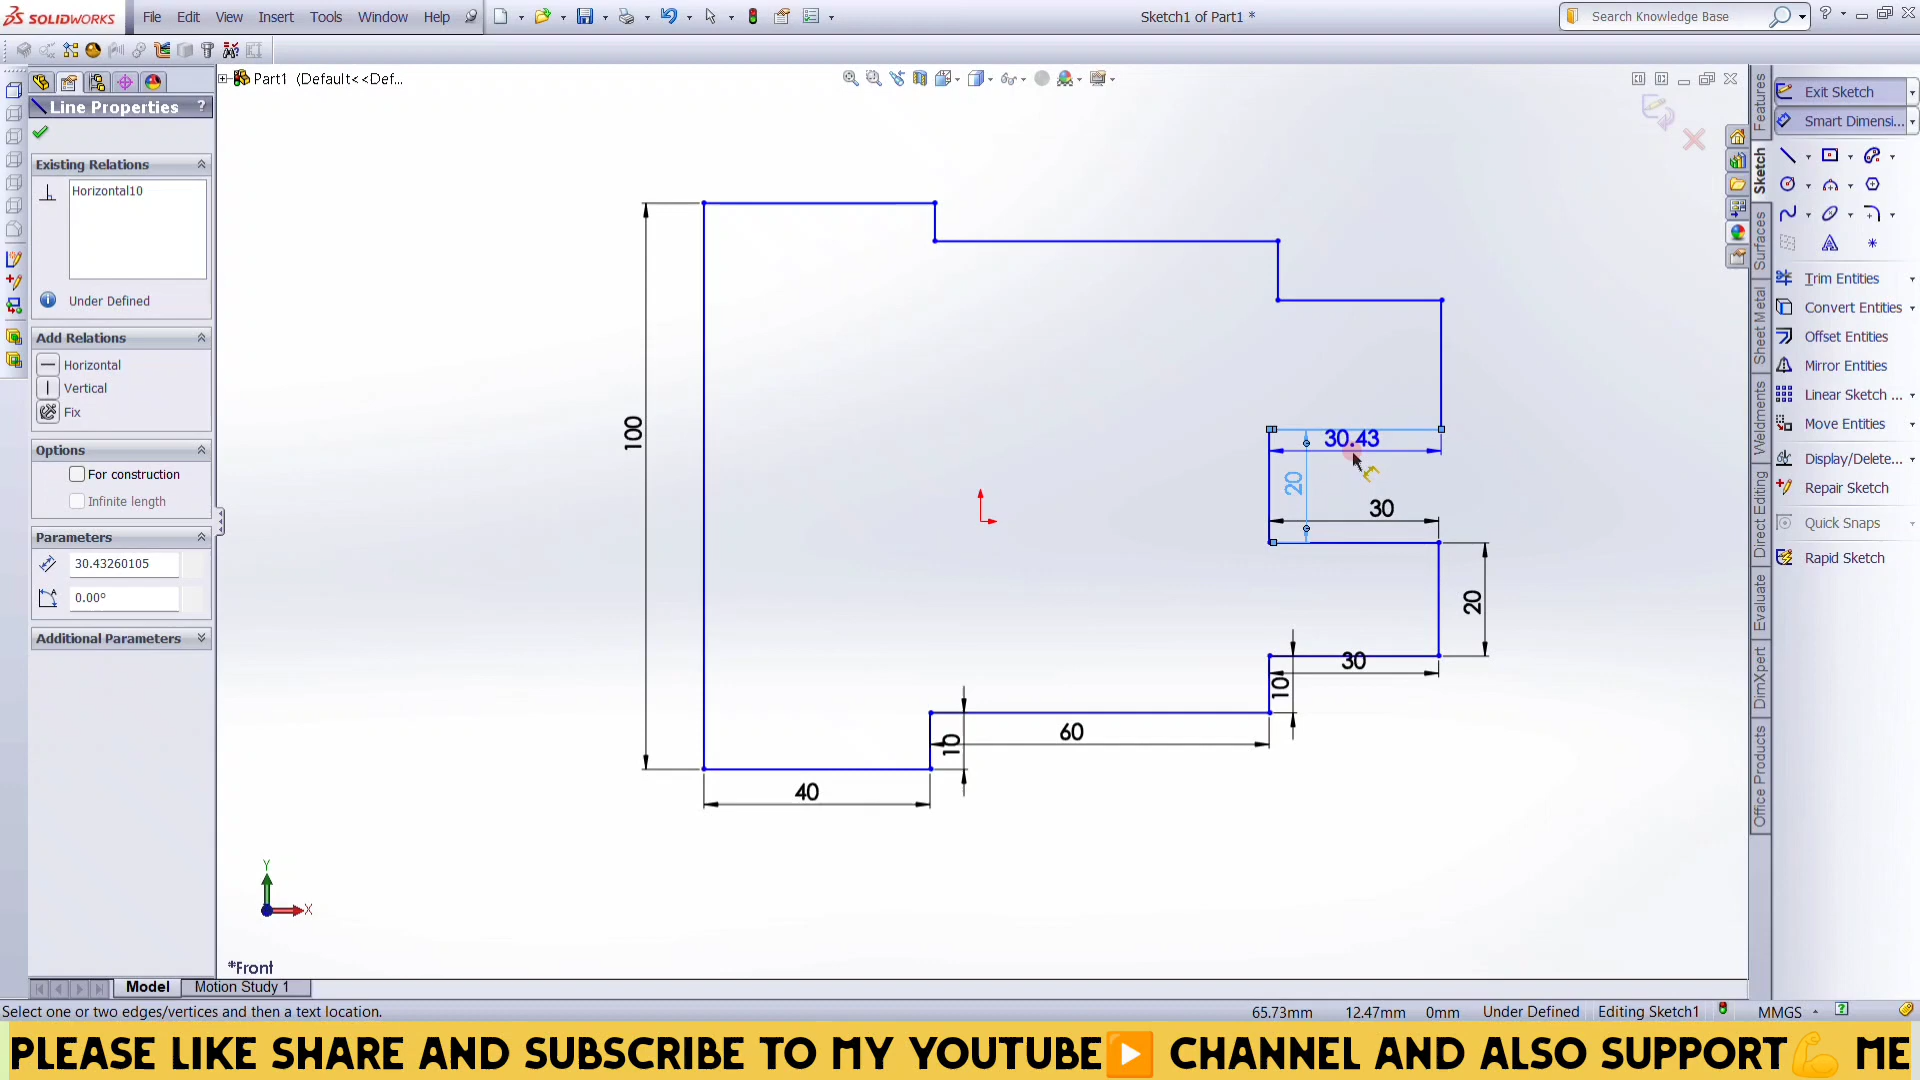 SOLIDWORKS File Edit View Insert Tools Window Help Sketch1 of Part1 * Search Knowledge Base ?
Part1 (Default<<Def...
Line Properties ?
Existing Relations
Horizontal10
Under Defined
Add Relations
Horizontal
Vertical
Fix
Options
For construction
Infinite length
Parameters
30.43260105
0.00°
Additional Parameters
100
30.43
20
30
20
30
10
60
10
40
Y
X
*Front
Exit Sketch
Smart Dimensi...
Trim Entities
Convert Entities
Offset Entities
Mirror Entities
Linear Sketch ...
Move Entities
Display/Delete...
Repair Sketch
Quick Snaps
Rapid Sketch
Features
Sketch
Surfaces
Sheet Metal
Weldments
Direct Editing
Evaluate
DimXpert
Office Products
Model Motion Study 1
Select one or two edges/vertices and then a text location. 65.73mm 12.47mm 0mm Under Defined Editing Sketch1 MMGS
PLEASE LIKE SHARE AND SUBSCRIBE TO MY YOUTUBE▶️ CHANNEL AND ALSO SUPPORT💪 ME